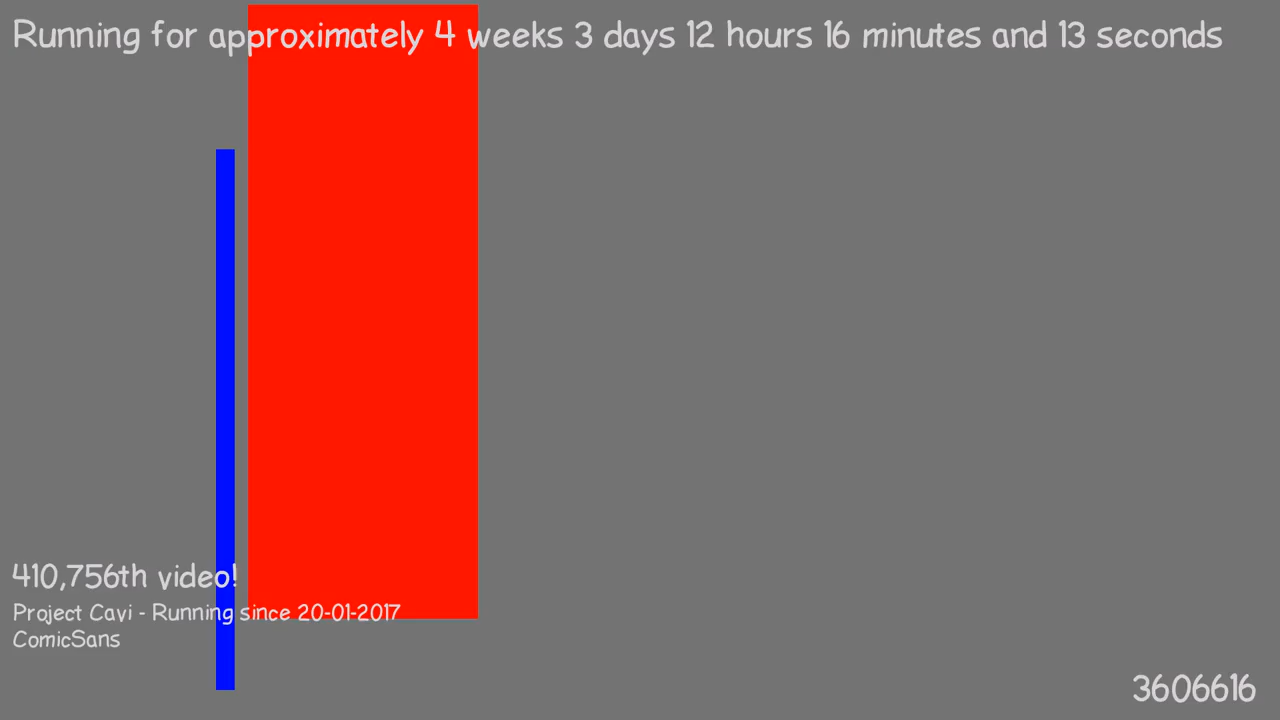 Running for approximately 4 weeks 3 days 12 hours 16 minutes and 13 seconds
410,756th video!
Project Cavi - Running since 20-01-2017
ComicSans
3606616